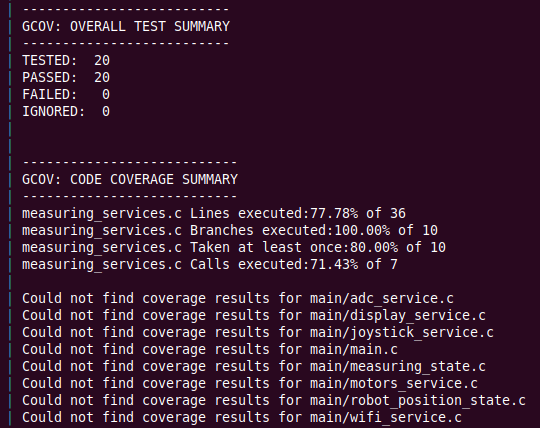 ---------------------------
GCOV: OVERALL TEST SUMMARY
---------------------------
TESTED:  20
PASSED:  20
FAILED:   0
IGNORED:  0
---------------------------
GCOV: CODE COVERAGE SUMMARY
---------------------------
measuring_services.c Lines executed:77.78% of 36
measuring_services.c Branches executed:100.00% of 10
measuring_services.c Taken at least once:80.00% of 10
measuring_services.c Calls executed:71.43% of 7
Could not find coverage results for main/adc_service.c
Could not find coverage results for main/display_service.c
Could not find coverage results for main/joystick_service.c
Could not find coverage results for main/main.c
Could not find coverage results for main/measuring_state.c
Could not find coverage results for main/motors_service.c
Could not find coverage results for main/robot_position_state.c
Could not find coverage results for main/wifi_service.c